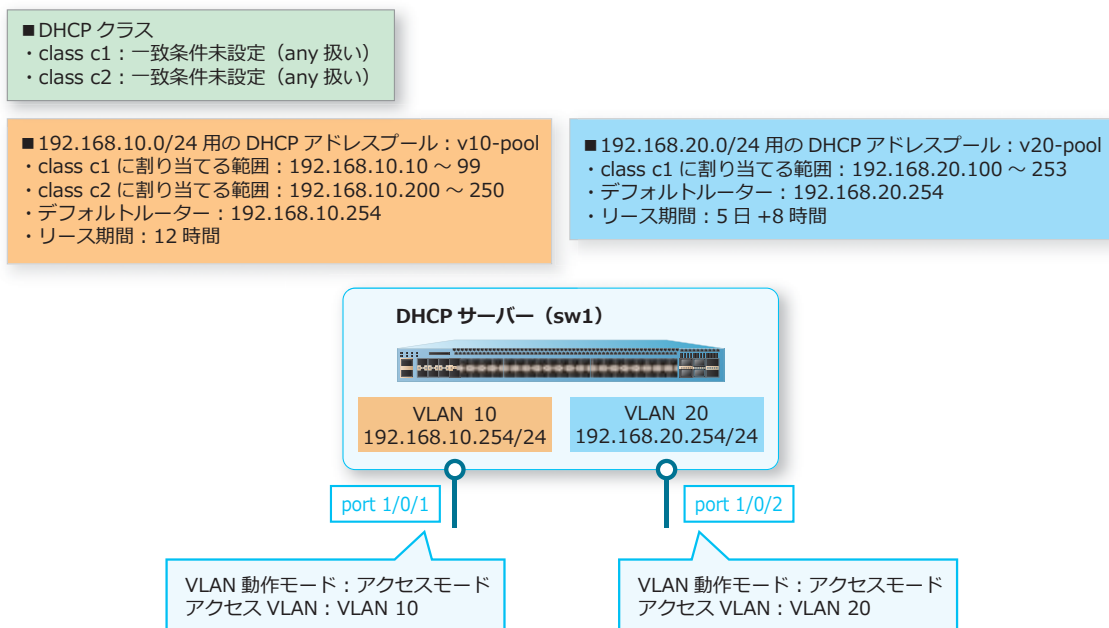 ■DHCP クラス
・class c1：一致条件未設定（any 扱い）
・class c2：一致条件未設定（any 扱い）
■192.168.10.0/24 用の DHCP アドレスプール：v10-pool
・class c1 に割り当てる範囲：192.168.10.10 ～ 99
・class c2 に割り当てる範囲：192.168.10.200 ～ 250
・デフォルトルーター：192.168.10.254
・リース期間：12 時間
■192.168.20.0/24 用の DHCP アドレスプール：v20-pool
・class c1 に割り当てる範囲：192.168.20.100 ～ 253
・デフォルトルーター：192.168.20.254
・リース期間：5 日 +8 時間
DHCP サーバー（sw1）
VLAN 10
192.168.10.254/24
VLAN 20
192.168.20.254/24
port 1/0/1
port 1/0/2
VLAN 動作モード：アクセスモード
アクセス VLAN：VLAN 10
VLAN 動作モード：アクセスモード
アクセス VLAN：VLAN 20